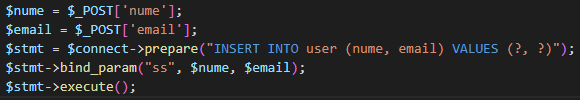 $nume = $_POST['nume'];
$email = $_POST['email'];
$stmt = $connect->prepare("INSERT INTO user (nume, email) VALUES (?, ?)");
$stmt->bind_param("ss", $nume, $email);
$stmt->execute();